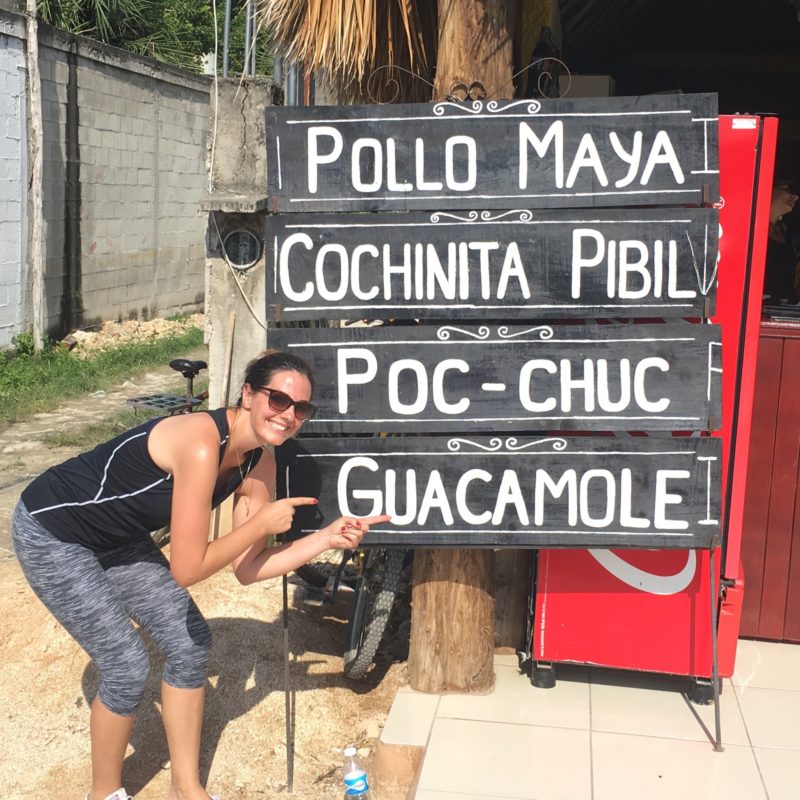 POLLO MAYA
COCHINITA PIBIL
POC-CHUC
GUACAMOLE